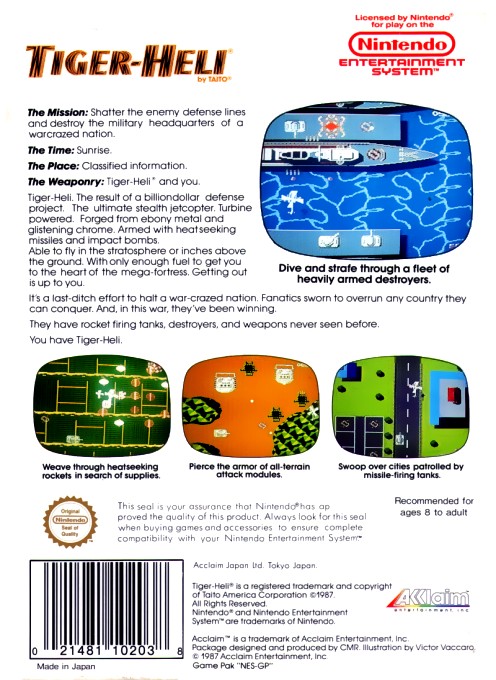 Licensed by Nintendo®
for play on the
Nintendo®
ENTERTAINMENT
SYSTEM™
TIGER-HELI®
by TAITO®
The Mission: Shatter the enemy defense lines
and destroy the military headquarters of a
warcrazed nation.
The Time: Sunrise.
The Place: Classified information.
The Weaponry: Tiger-Heli® and you.
Tiger-Heli. The result of a billiondollar defense
project. The ultimate stealth jetcopter. Turbine
powered. Forged from ebony metal and
glistening chrome. Armed with heatseeking
missiles and impact bombs.
Able to fly in the stratosphere or inches above
the ground. With only enough fuel to get you
to the heart of the mega-fortress. Getting out
is up to you.
Dive and strafe through a fleet of
heavily armed destroyers.
It's a last-ditch effort to halt a war-crazed nation. Fanatics sworn to overrun any country they
can conquer. And, in this war, they've been winning.
They have rocket firing tanks, destroyers, and weapons never seen before.
You have Tiger-Heli.
Weave through heatseeking
rockets in search of supplies.
Pierce the armor of all-terrain
attack modules.
Swoop over cities patrolled by
missile-firing tanks.
Original
Nintendo
Seal of
Quality
This seal is your assurance that Nintendo® has ap
proved the quality of this product. Always look for this seal
when buying games and accessories to ensure complete
compatibility with your Nintendo Entertainment System™
Recommended for
ages 8 to adult
Acclaim Japan Ltd. Tokyo Japan.
Tiger-Heli® is a registered trademark and copyright
of Taito America Corporation ©1987.
All Rights Reserved.
Nintendo® and Nintendo Entertainment
System™ are trademarks of Nintendo.
AKklaim
entertainment inc
Acclaim™ is a trademark of Acclaim Entertainment, Inc.
Package designed and produced by CMR. Illustration by Victor Vaccaro,
© 1987 Acclaim Entertainment, Inc.
Game Pak "NES-GP"
0 21481 10203 8
Made in Japan